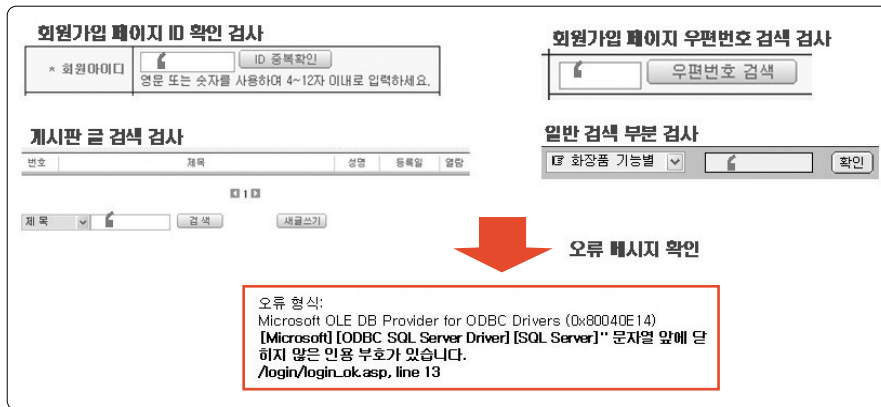 회원가입 페이지 ID 확인 검사
* 회원아이디
ID 중복확인
영문 또는 숫자를 사용하여 4~12자 이내로 입력하세요.
회원가입 페이지 우편번호 검색 검사
우편번호 검색
게시판 글 검색 검사
번호 제목 성명 등록일 열람
1
제 목
검 색
새글쓰기
일반 검색 부분 검사
☞ 화장품 기능별
확인
오류 메시지 확인
오류 형식:
Microsoft OLE DB Provider for ODBC Drivers (0x80040E14)
[Microsoft] [ODBC SQL Server Driver] [SQL Server]'' 문자열 앞에 닫
히지 않은 인용 부호가 있습니다.
/login/login_ok.asp, line 13